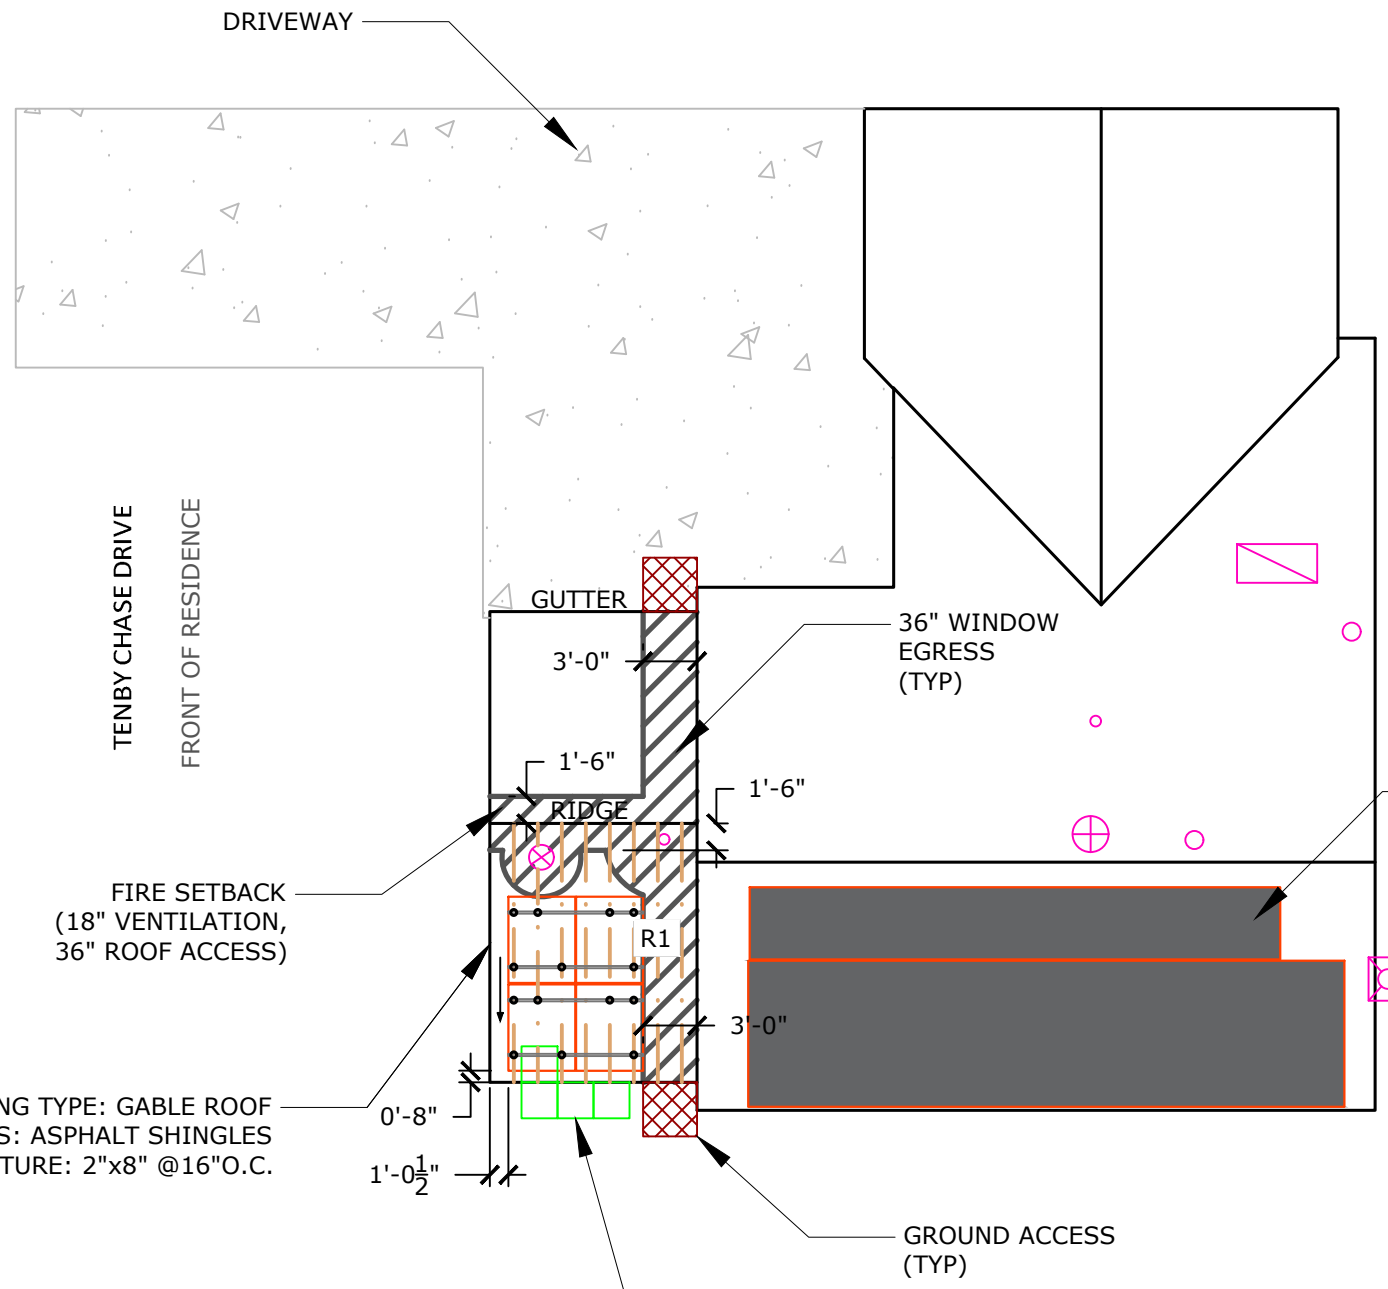 DRIVEWAY
TENBY CHASE DRIVE
FRONT OF RESIDENCE
GUTTER
3'-0"
36" WINDOW
EGRESS
(TYP)
1'-6"
1'-6"
RIDGE
FIRE SETBACK
(18" VENTILATION,
36" ROOF ACCESS)
R1
3'-0"
NG TYPE: GABLE ROOF
S: ASPHALT SHINGLES
TURE: 2"x8" @16"O.C.
0'-8"
1'-0 1/2"
GROUND ACCESS
(TYP)